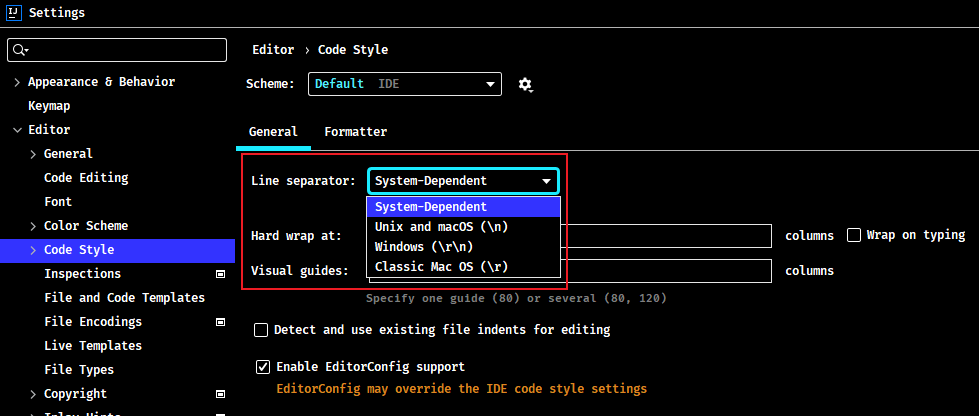 IJ Settings
Editor › Code Style
Scheme: Default IDE
Appearance & Behavior
Keymap
Editor
General
Code Editing
Font
Color Scheme
Code Style
Inspections
File and Code Templates
File Encodings
Live Templates
File Types
Copyright
Inlay Hints
General Formatter
Line separator: System-Dependent
System-Dependent
Unix and macOS (\n)
Windows (\r\n)
Classic Mac OS (\r)
Hard wrap at: columns Wrap on typing
Visual guides: columns
Specify one guide (80) or several (80, 120)
Detect and use existing file indents for editing
Enable EditorConfig support
EditorConfig may override the IDE code style settings